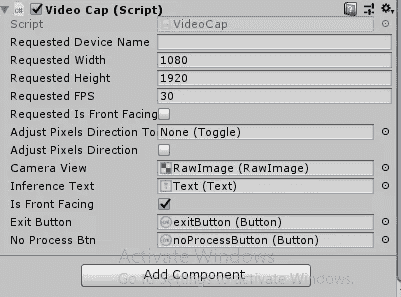 Video Cap (Script)
Script VideoCap
Requested Device Name
Requested Width 1080
Requested Height 1920
Requested FPS 30
Requested Is Front Facing
Adjust Pixels Direction To None (Toggle)
Adjust Pixels Direction
Camera View RawImage (RawImage)
Inference Text Text (Text)
Is Front Facing
Exit Button exitButton (Button)
No Process Btn noProcessButton (Button)
Activate Windows
Add Component
Go to Settings to activate Windows.